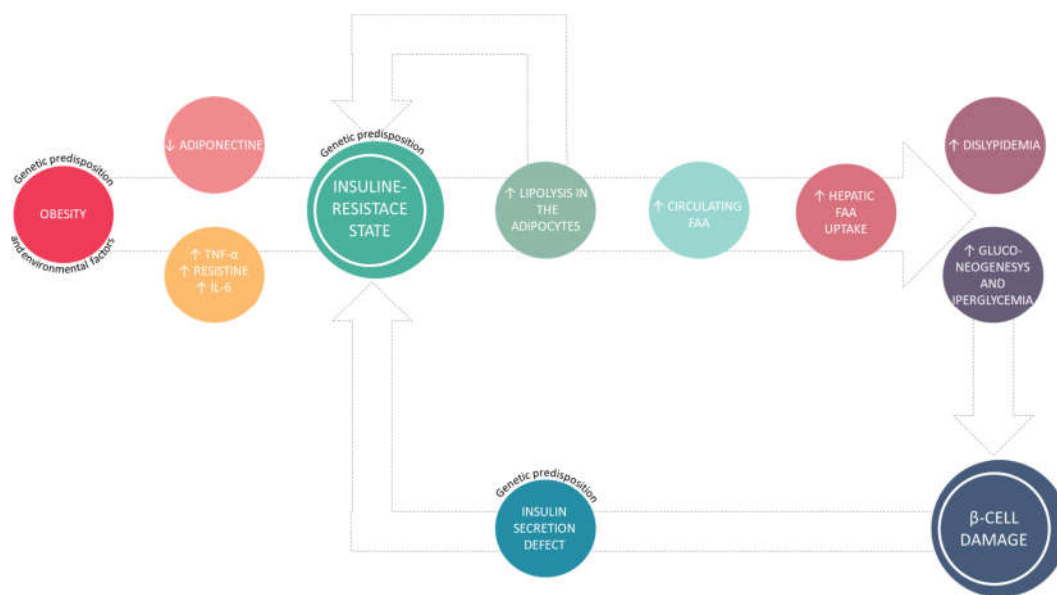 Genetic predisposition
OBESITY
and environmental factors
↓ ADIPONECTINE
↑ TNF-α
↑ RESISTINE
↑ IL-6
Genetic predisposition
INSULINE-
RESISTACE
STATE
↑ LIPOLYSIS IN
THE
ADIPOCYTES
↑ CIRCULATING
FAA
↑ HEPATIC
FAA
UPTAKE
↑ DISLYPIDEMIA
↑ GLUCO-
NEOGENESYS
AND
IPERGLYCEMIA
Genetic predisposition
INSULIN
SECRETION
DEFECT
β-CELL
DAMAGE